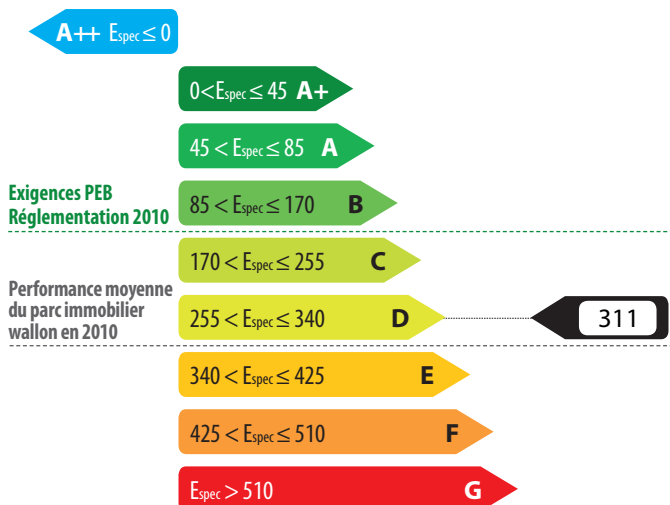 A++ Espec ≤ 0
0<Espec ≤ 45 A+
45 < Espec ≤ 85 A
Exigences PEB
Réglementation 2010
85 < Espec ≤ 170 B
170 < Espec ≤ 255 C
Performance moyenne
du parc immobilier
wallon en 2010
255 < Espec ≤ 340 D
311
340 < Espec ≤ 425 E
425 < Espec ≤ 510 F
Espec > 510 G